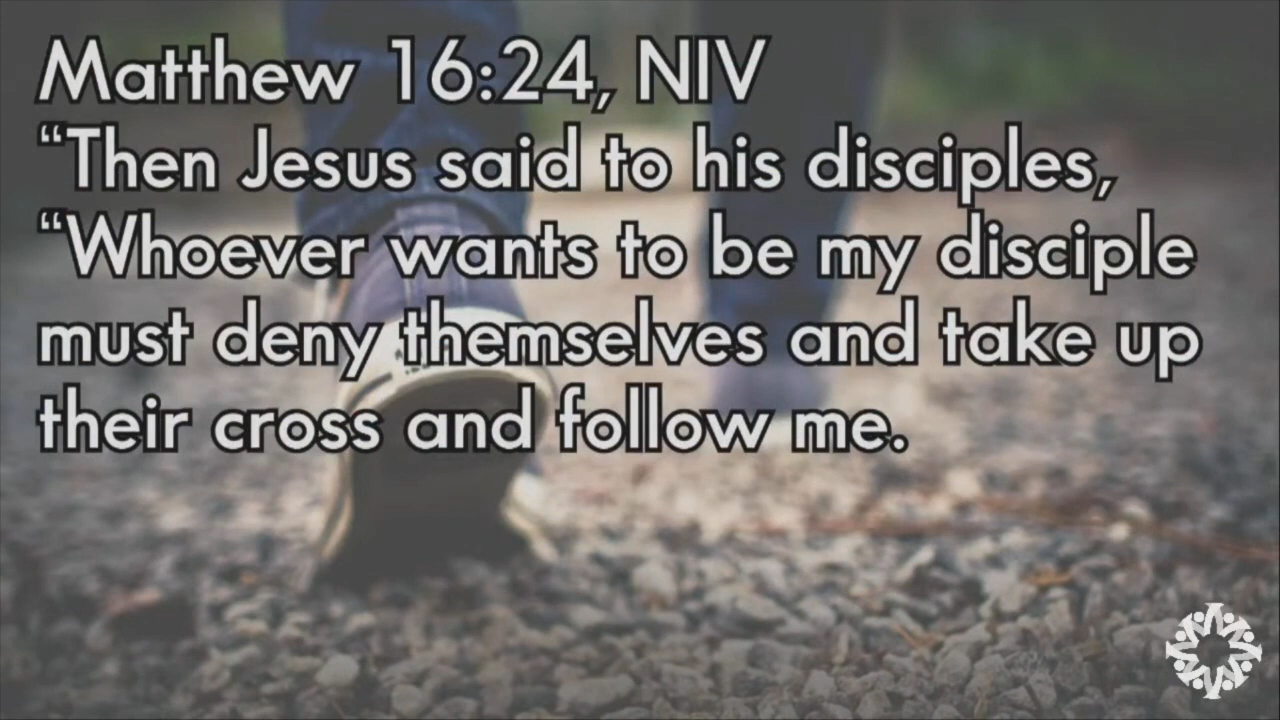 Matthew 16:24, NIV
“Then Jesus said to his disciples,
“Whoever wants to be my disciple
must deny themselves and take up
their cross and follow me.